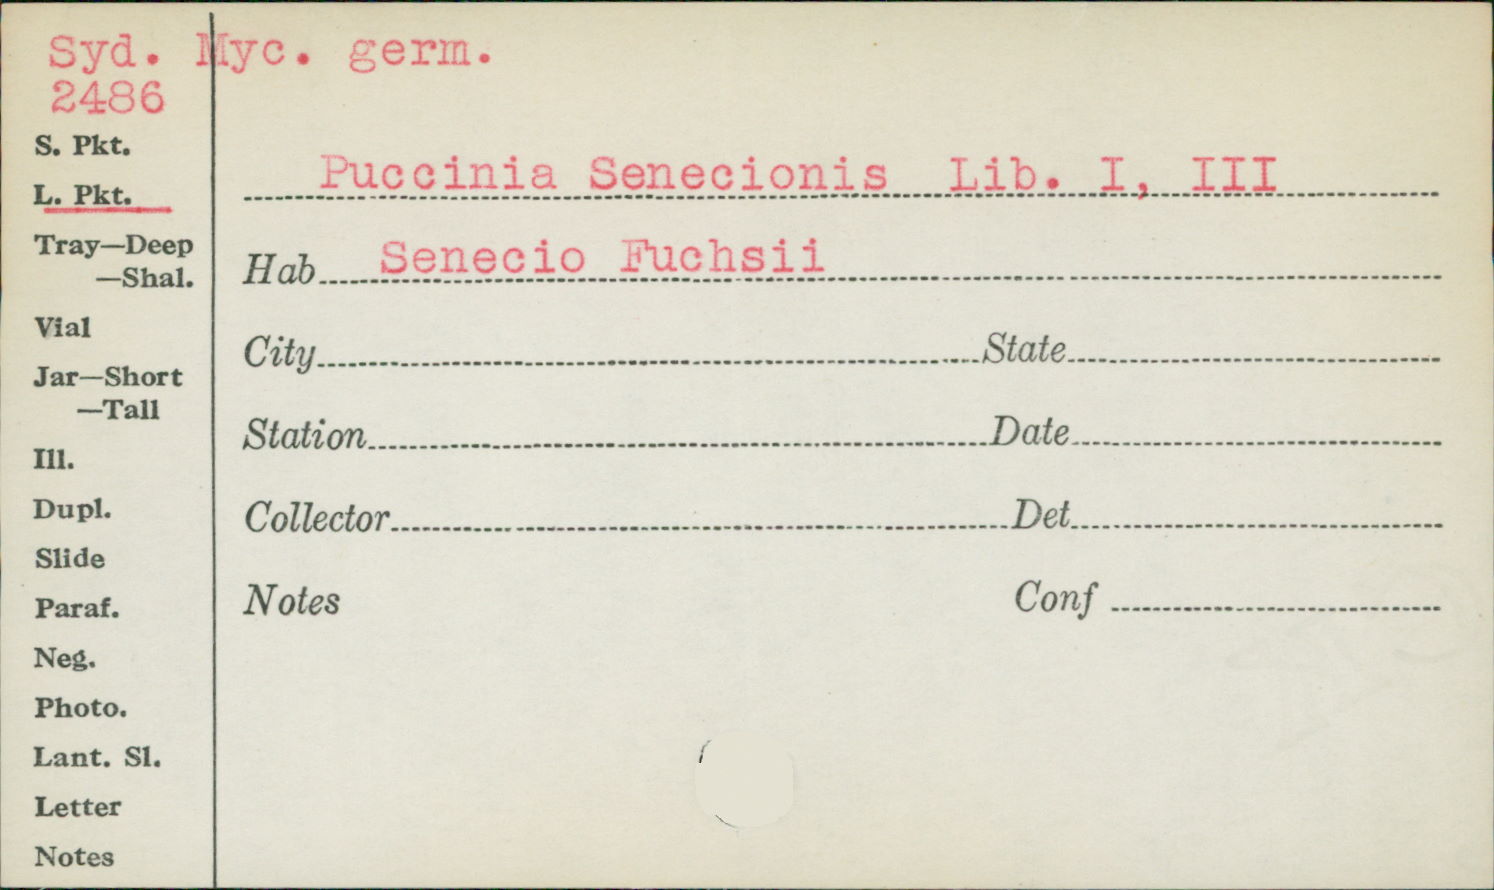 Syd. Myc. germ.
2486
S. Pkt.
L. Pkt.
Tray—Deep
—Shal.
Vial
Jar—Short
—Tall
Ill.
Dupl.
Slide
Paraf.
Neg.
Photo.
Lant. Sl.
Letter
Notes
Puccinia Senecionis Lib. I, III
Hab Senecio Fuchsii
City State
Station Date
Collector Det
Notes Conf